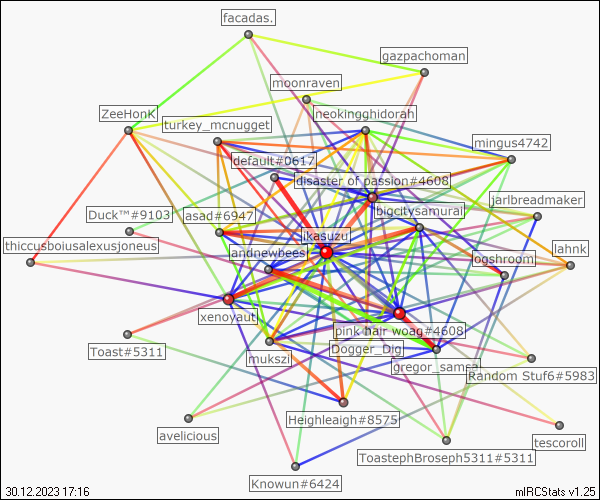 facadas.
gazpachoman
moonraven
ZeeHonK
neokingghidorah
turkey_mcnugget
mingus4742
default#0617
disaster of passion#4608
jarlbreadmaker
Duck™#9103
asad#6947
bigcitysamurai
ikasuzu
thiccusboiusalexusjoneus
andnewbees
ogshroom
lahnk
xenoyaut
pink hair woag#4608
mukszi
Dogger_Dig
gregor_samsa
Toast#5311
Random Stuf6#5983
Heighleaigh#8575
avelicious
tescoroll
ToastephBroseph5311#5311
Knowun#6424
30.12.2023 17:16
mIRCStats v1.25